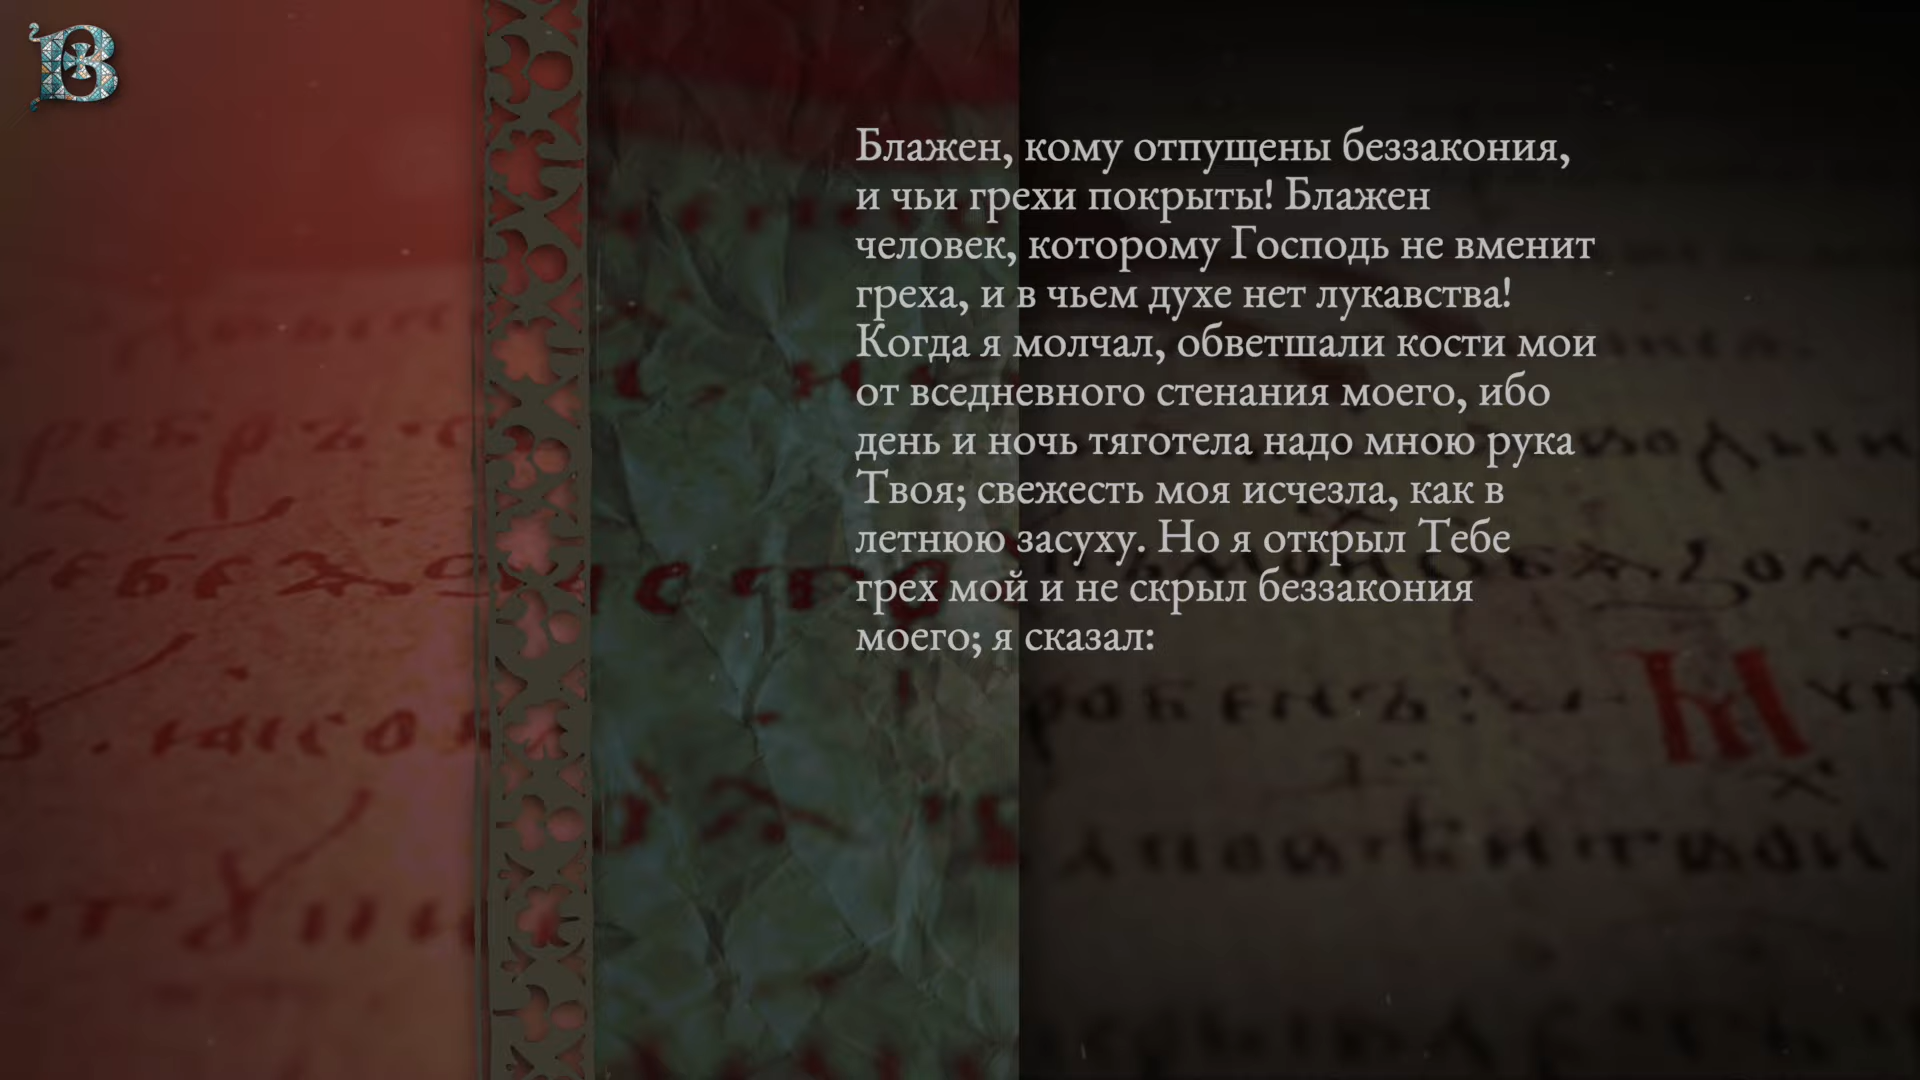 Блажен, кому отпущены беззакония,
и чьи грехи покрыты! Блажен
человек, которому Господь не вменит
греха, и в чьем духе нет лукавства!
Когда я молчал, обветшали кости мои
от вседневного стенания моего, ибо
день и ночь тяготела надо мною рука
Твоя; свежесть моя исчезла, как в
летнюю засуху. Но я открыл Тебе
грех мой и не скрыл беззакония
моего; я сказал: